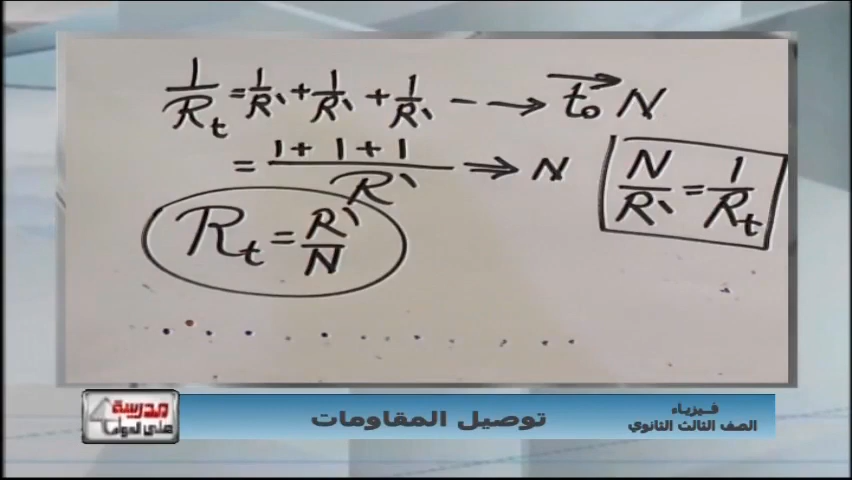 1/Rₜ = 1/R` + 1/R` + 1/R` - - → t₀ N
= 1 + 1 + 1/R` ⇒ N
N/R` = 1/Rₜ
Rₜ = R`/N
مدرسة
على الهواء
توصيل المقاومات
فيزياء
الصف الثالث الثانوي